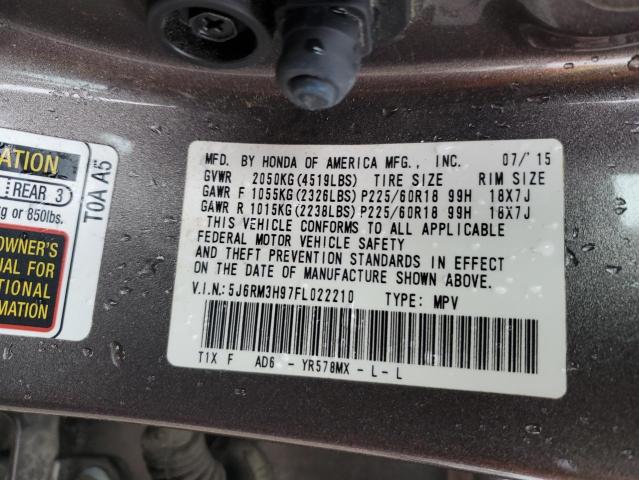 ATION
REAR 3
kg or 850lbs.
OWNER'S
UAL FOR
TIONAL
RMATION
T0A A5
MFD. BY HONDA OF AMERICA MFG., INC. 07/'15
GVWR 2050KG(4519LBS) TIRE SIZE RIM SIZE
GAWR F 1055KG(2326LBS) P225/60R18 99H 18X7J
GAWR R 1015KG(2238LBS) P225/60R18 99H 18X7J
THIS VEHICLE CONFORMS TO ALL APPLICABLE
FEDERAL MOTOR VEHICLE SAFETY
AND THEFT PREVENTION STANDARDS IN EFFECT
ON THE DATE OF MANUFACTURE SHOWN ABOVE.
V.I.N.:5J6RM3H97FL022210 TYPE: MPV
T1X F AD6 - YR578MX - L - L